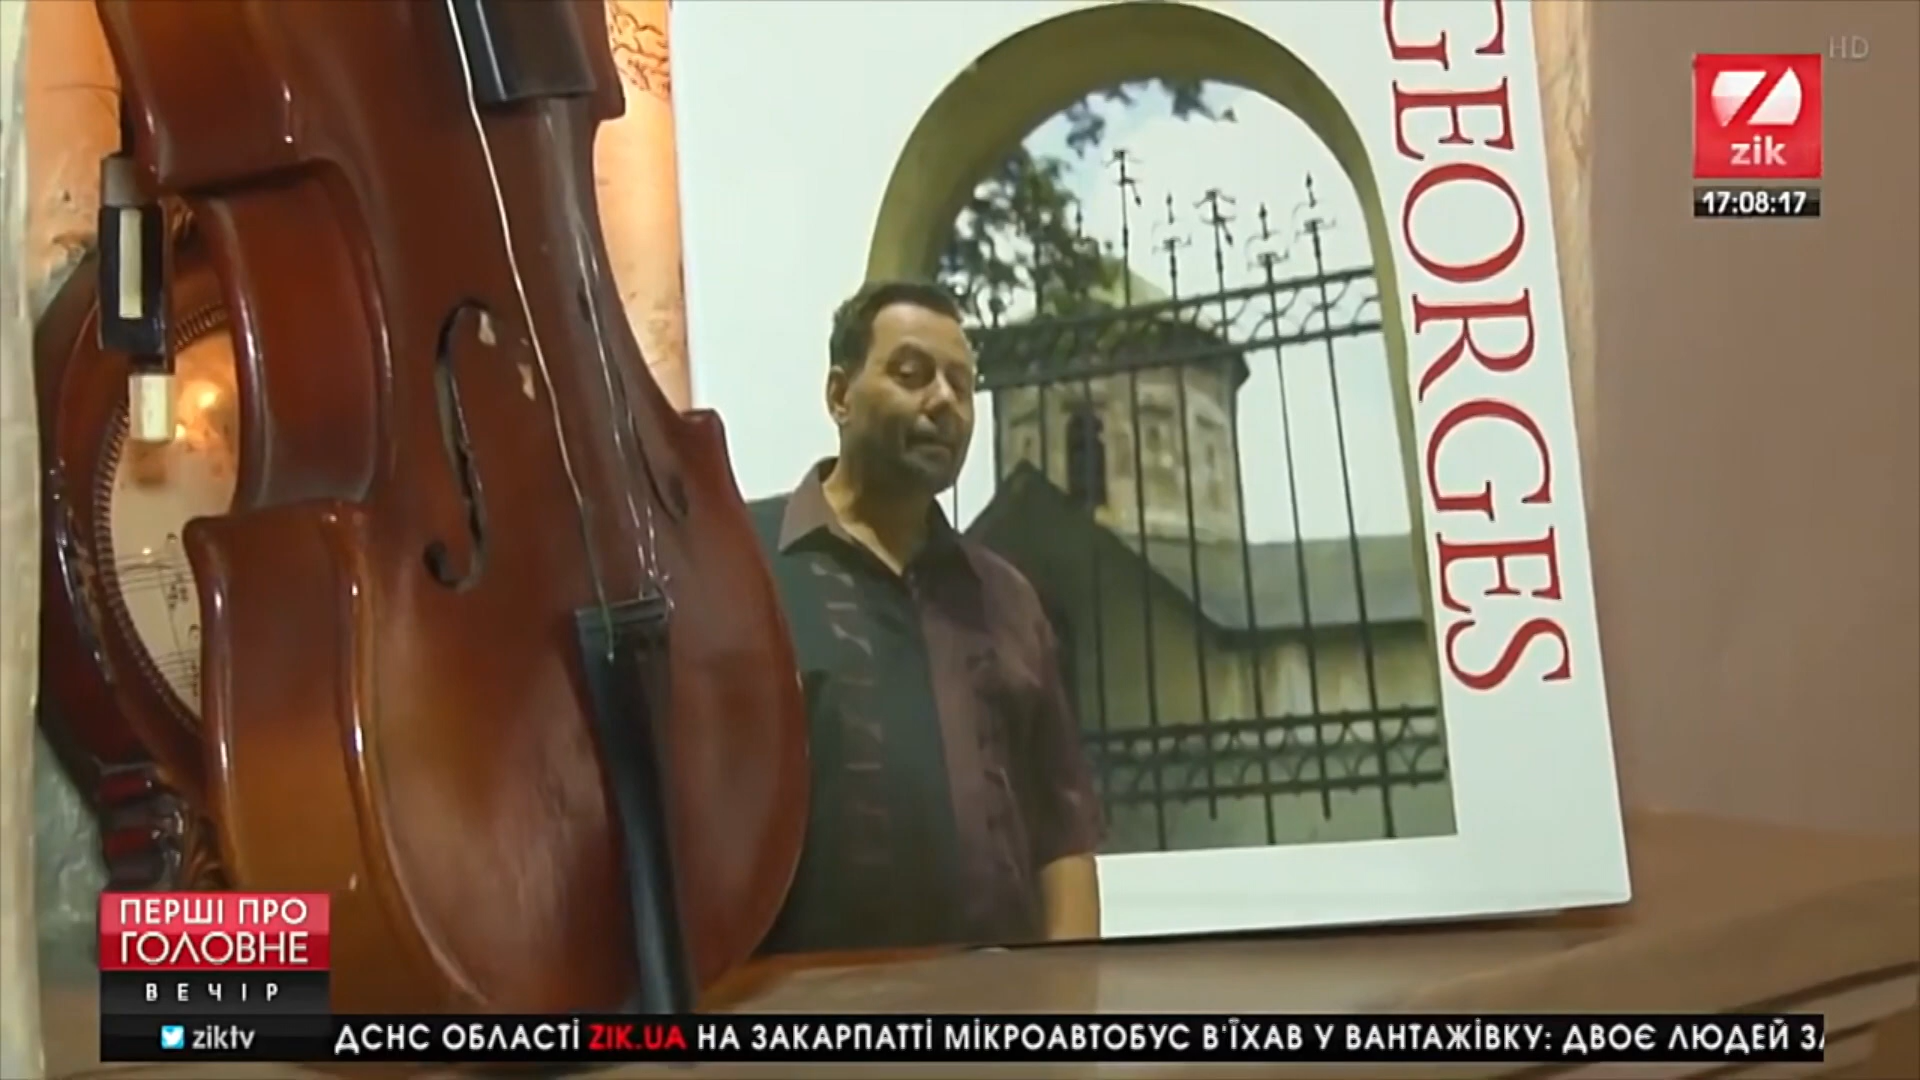 GEORGES
HD
zik
17:08:17
ПЕРШІ ПРО
ГОЛОВНЕ
ВЕЧІР
ziktv
ДСНС ОБЛАСТІ ZIK.UA НА ЗАКАРПАТТІ МІКРОАВТОБУС В'ЇХАВ У ВАНТАЖІВКУ: ДВОЄ ЛЮДЕЙ ЗА